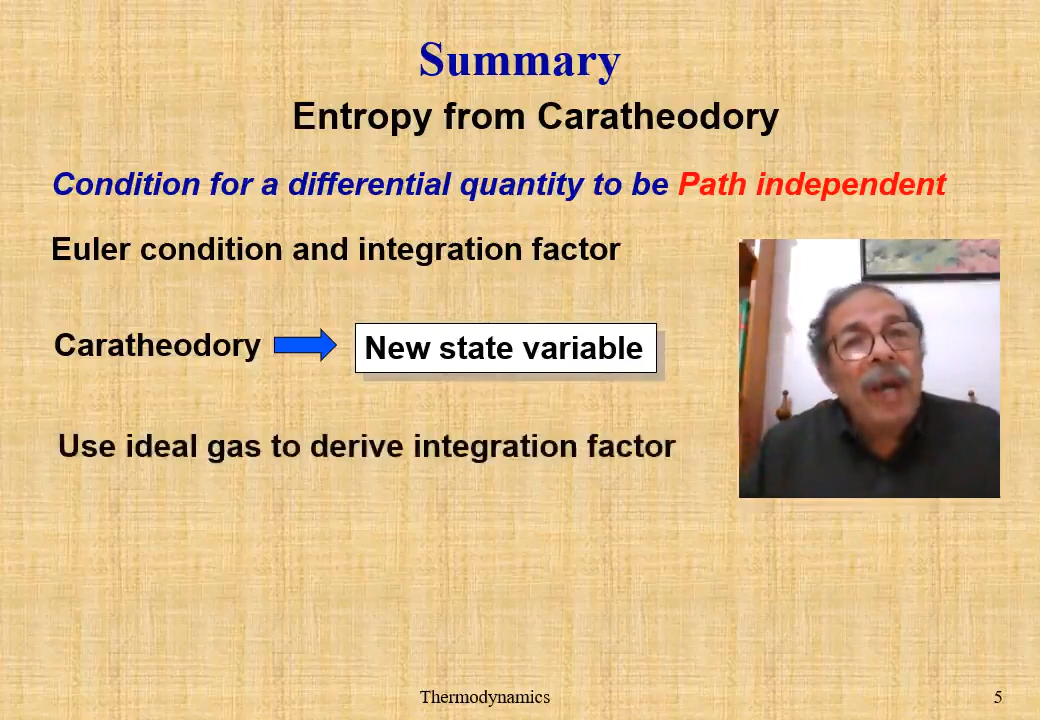 Summary
Entropy from Caratheodory
Condition for a differential quantity to be Path independent
Euler condition and integration factor
Caratheodory
New state variable
Use ideal gas to derive integration factor
Thermodynamics
5